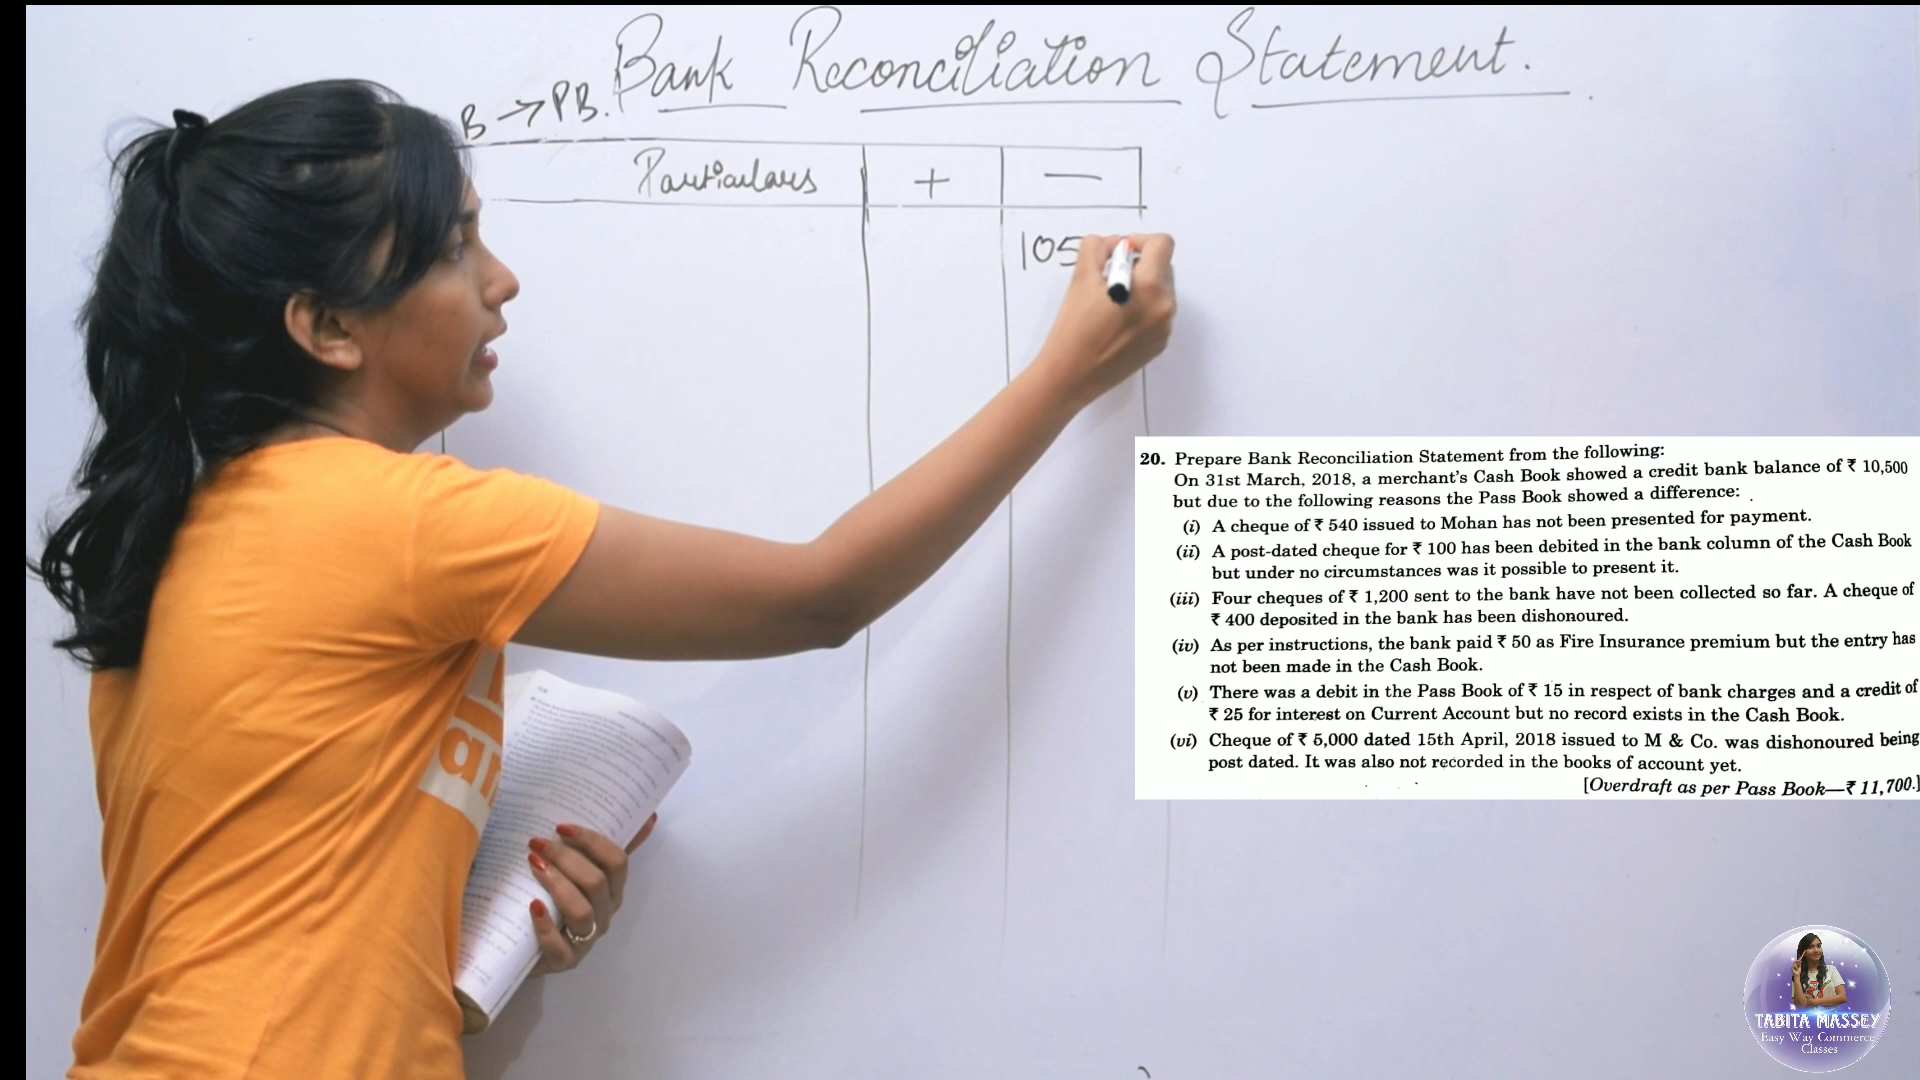 Bank Reconciliation Statement.
B → PB.
Particulars + —
105
20. Prepare Bank Reconciliation Statement from the following:
On 31st March, 2018, a merchant's Cash Book showed a credit bank balance of ₹ 10,500
but due to the following reasons the Pass Book showed a difference:
(i) A cheque of ₹ 540 issued to Mohan has not been presented for payment.
(ii) A post-dated cheque for ₹ 100 has been debited in the bank column of the Cash Book
but under no circumstances was it possible to present it.
(iii) Four cheques of ₹ 1,200 sent to the bank have not been collected so far. A cheque of
₹ 400 deposited in the bank has been dishonoured.
(iv) As per instructions, the bank paid ₹ 50 as Fire Insurance premium but the entry has
not been made in the Cash Book.
(v) There was a debit in the Pass Book of ₹ 15 in respect of bank charges and a credit of
₹ 25 for interest on Current Account but no record exists in the Cash Book.
(vi) Cheque of ₹ 5,000 dated 15th April, 2018 issued to M & Co. was dishonoured being
post dated. It was also not recorded in the books of account yet.
[Overdraft as per Pass Book—₹ 11,700.]
TABITA MASSEY
Easy Way Commerce
Classes